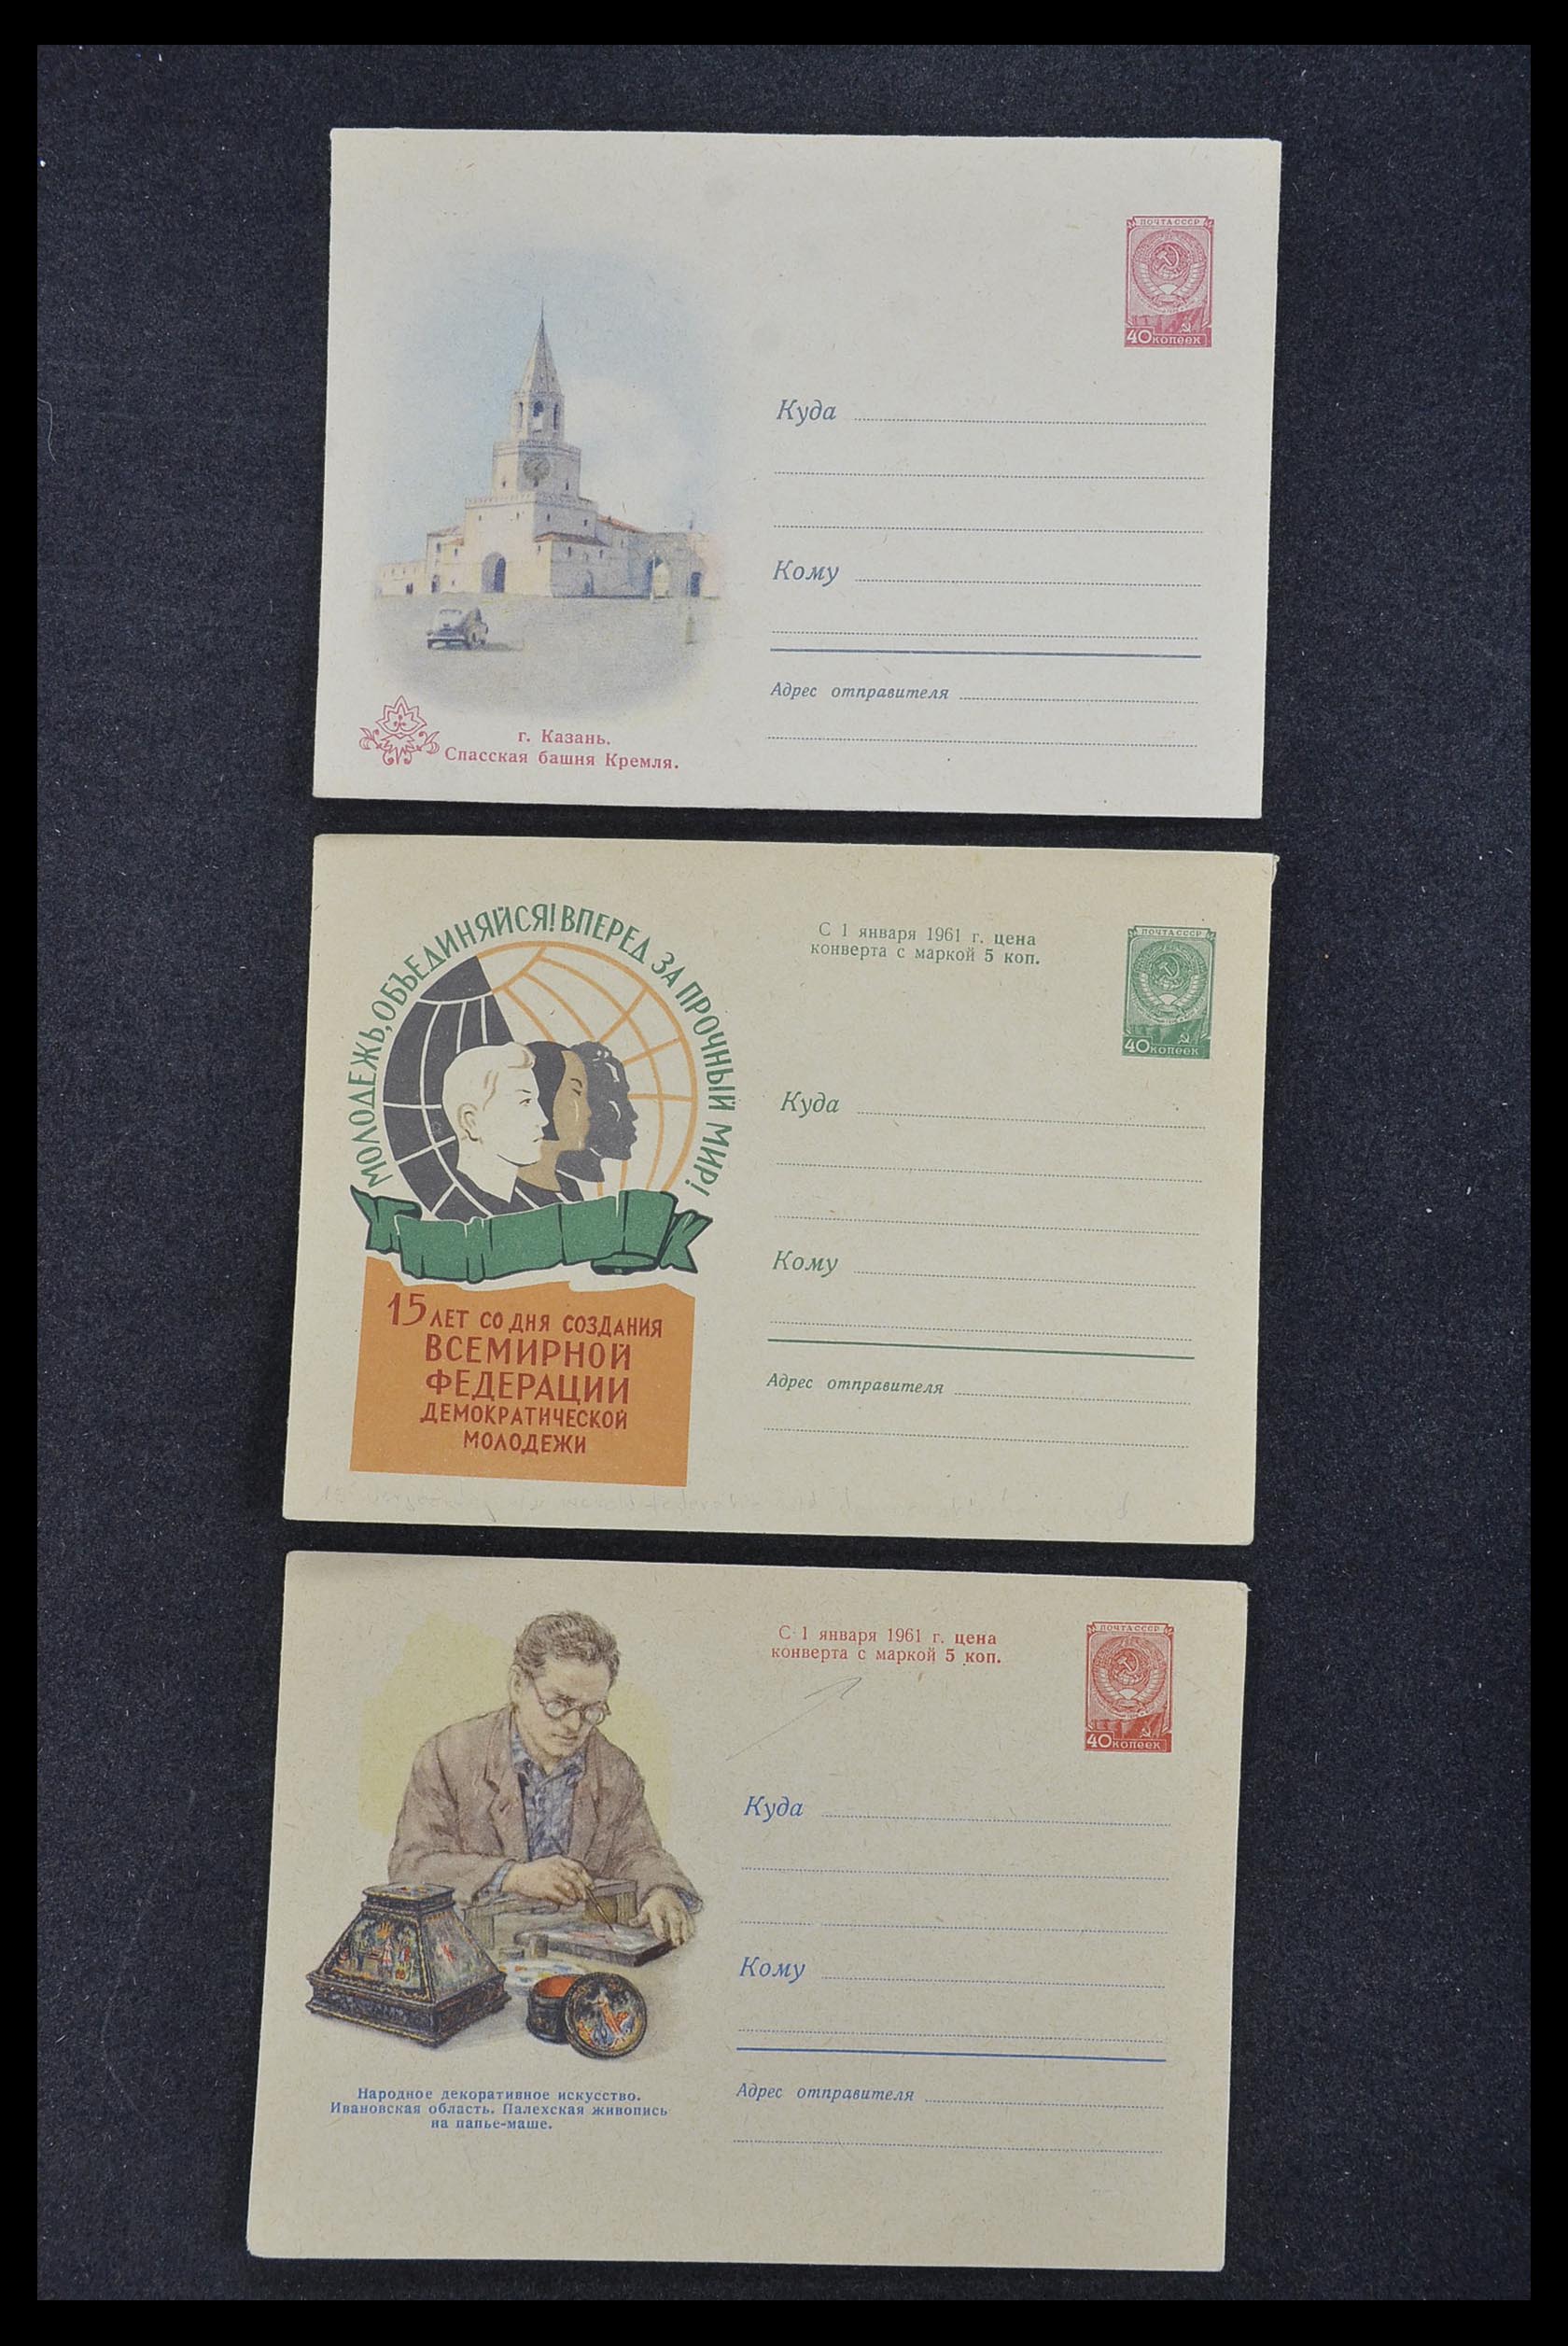 ПОЧТА СССР
40 копеек
Куда
Кому
Адрес отправителя
г. Казань.
Спасская башня Кремля.
МОЛОДЕЖЬ, ОБЪЕДИНЯЙСЯ! ВПЕРЕД ЗА ПРОЧНЫЙ МИР!
С 1 января 1961 г. цена
конверта с маркой 5 коп.
ПОЧТА СССР
40 копеек
Куда
Кому
15 ЛЕТ СО ДНЯ СОЗДАНИЯ
ВСЕМИРНОЙ
ФЕДЕРАЦИИ
ДЕМОКРАТИЧЕСКОЙ
МОЛОДЕЖИ
Адрес отправителя
С 1 января 1961 г. цена
конверта с маркой 5 коп.
ПОЧТА СССР
40 копеек
Куда
Кому
Адрес отправителя
Народное декоративное искусство.
Ивановская область. Палехская живопись
на папье-маше.